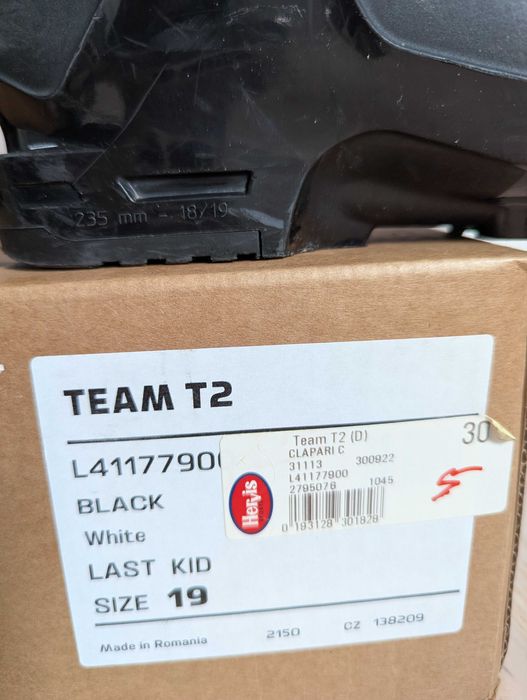 235 mm - 18/19
TEAM T2
L41177900
BLACK
White
LAST KID
SIZE 19
Made in Romania 2150 CZ 138209
Team T2 (D) 30
CLAPARI C
31113 300922
L41177900
2795076 1045
Hervis
0 193128 301828